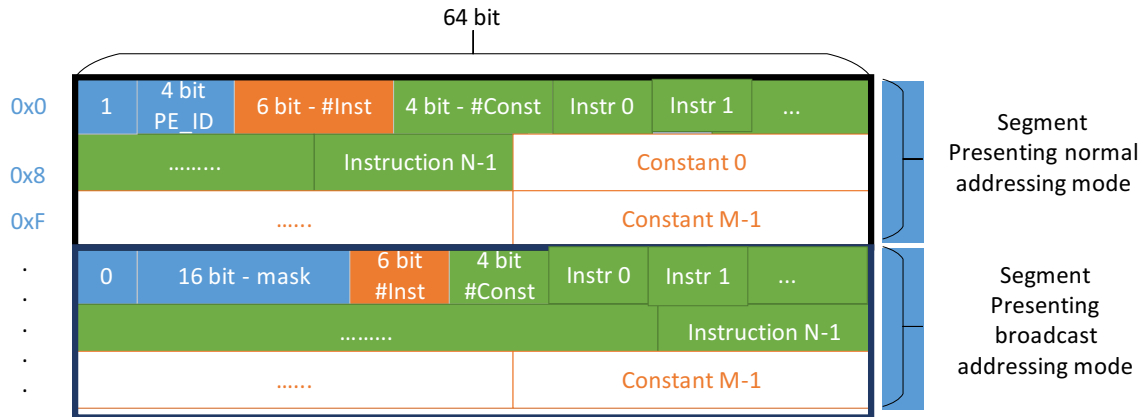 64 bit
0x0
1
4 bit
PE_ID
6 bit - #Inst
4 bit - #Const
Instr 0
Instr 1
...
0x8
.........
Instruction N-1
Constant 0
0xF
......
Constant M-1
Segment
Presenting normal
addressing mode
0
16 bit - mask
6 bit
#Inst
4 bit
#Const
Instr 0
Instr 1
...
.........
Instruction N-1
......
Constant M-1
Segment
Presenting
broadcast
addressing mode
.
.
.
.
.